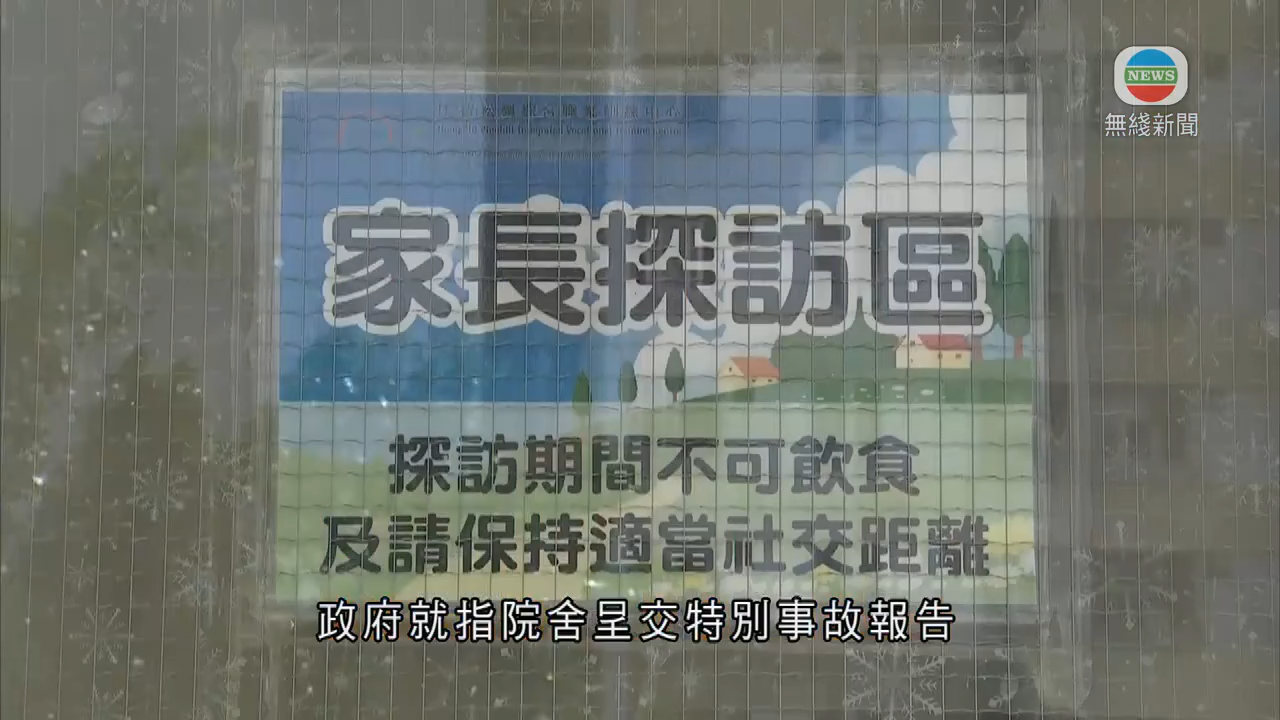 NEWS
無綫新聞
家長探訪區
探訪期間不可飲食
及請保持適當社交距離
政府就指院舍呈交特別事故報告